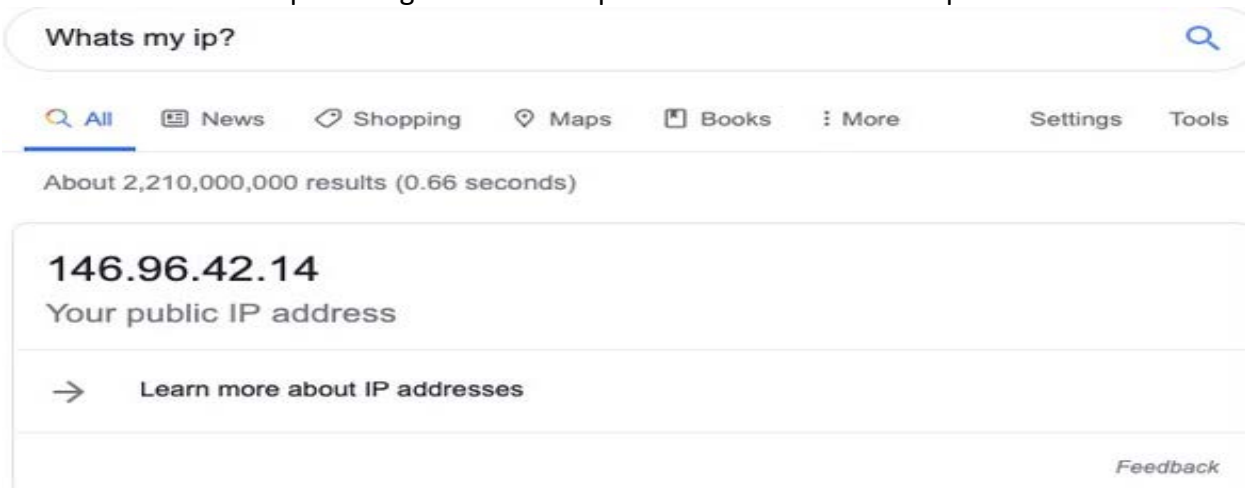 Whats my ip?
All News Shopping Maps Books More Settings Tools
About 2,210,000,000 results (0.66 seconds)
146.96.42.14
Your public IP address
Learn more about IP addresses
Feedback